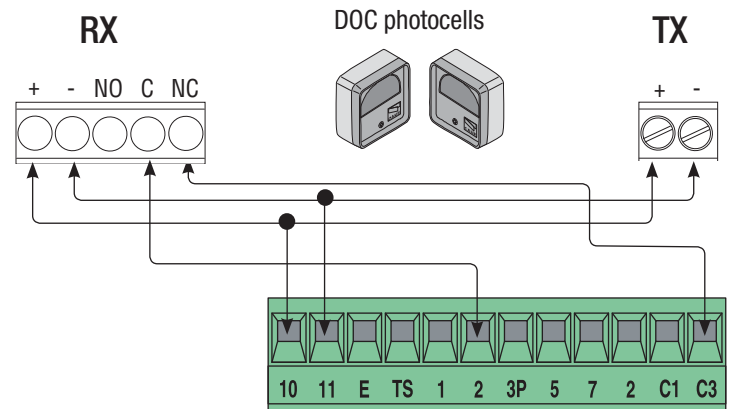 RX DOC photocells TX
+ - NO C NC + -
10 11 E TS 1 2 3P 5 7 2 C1 C3